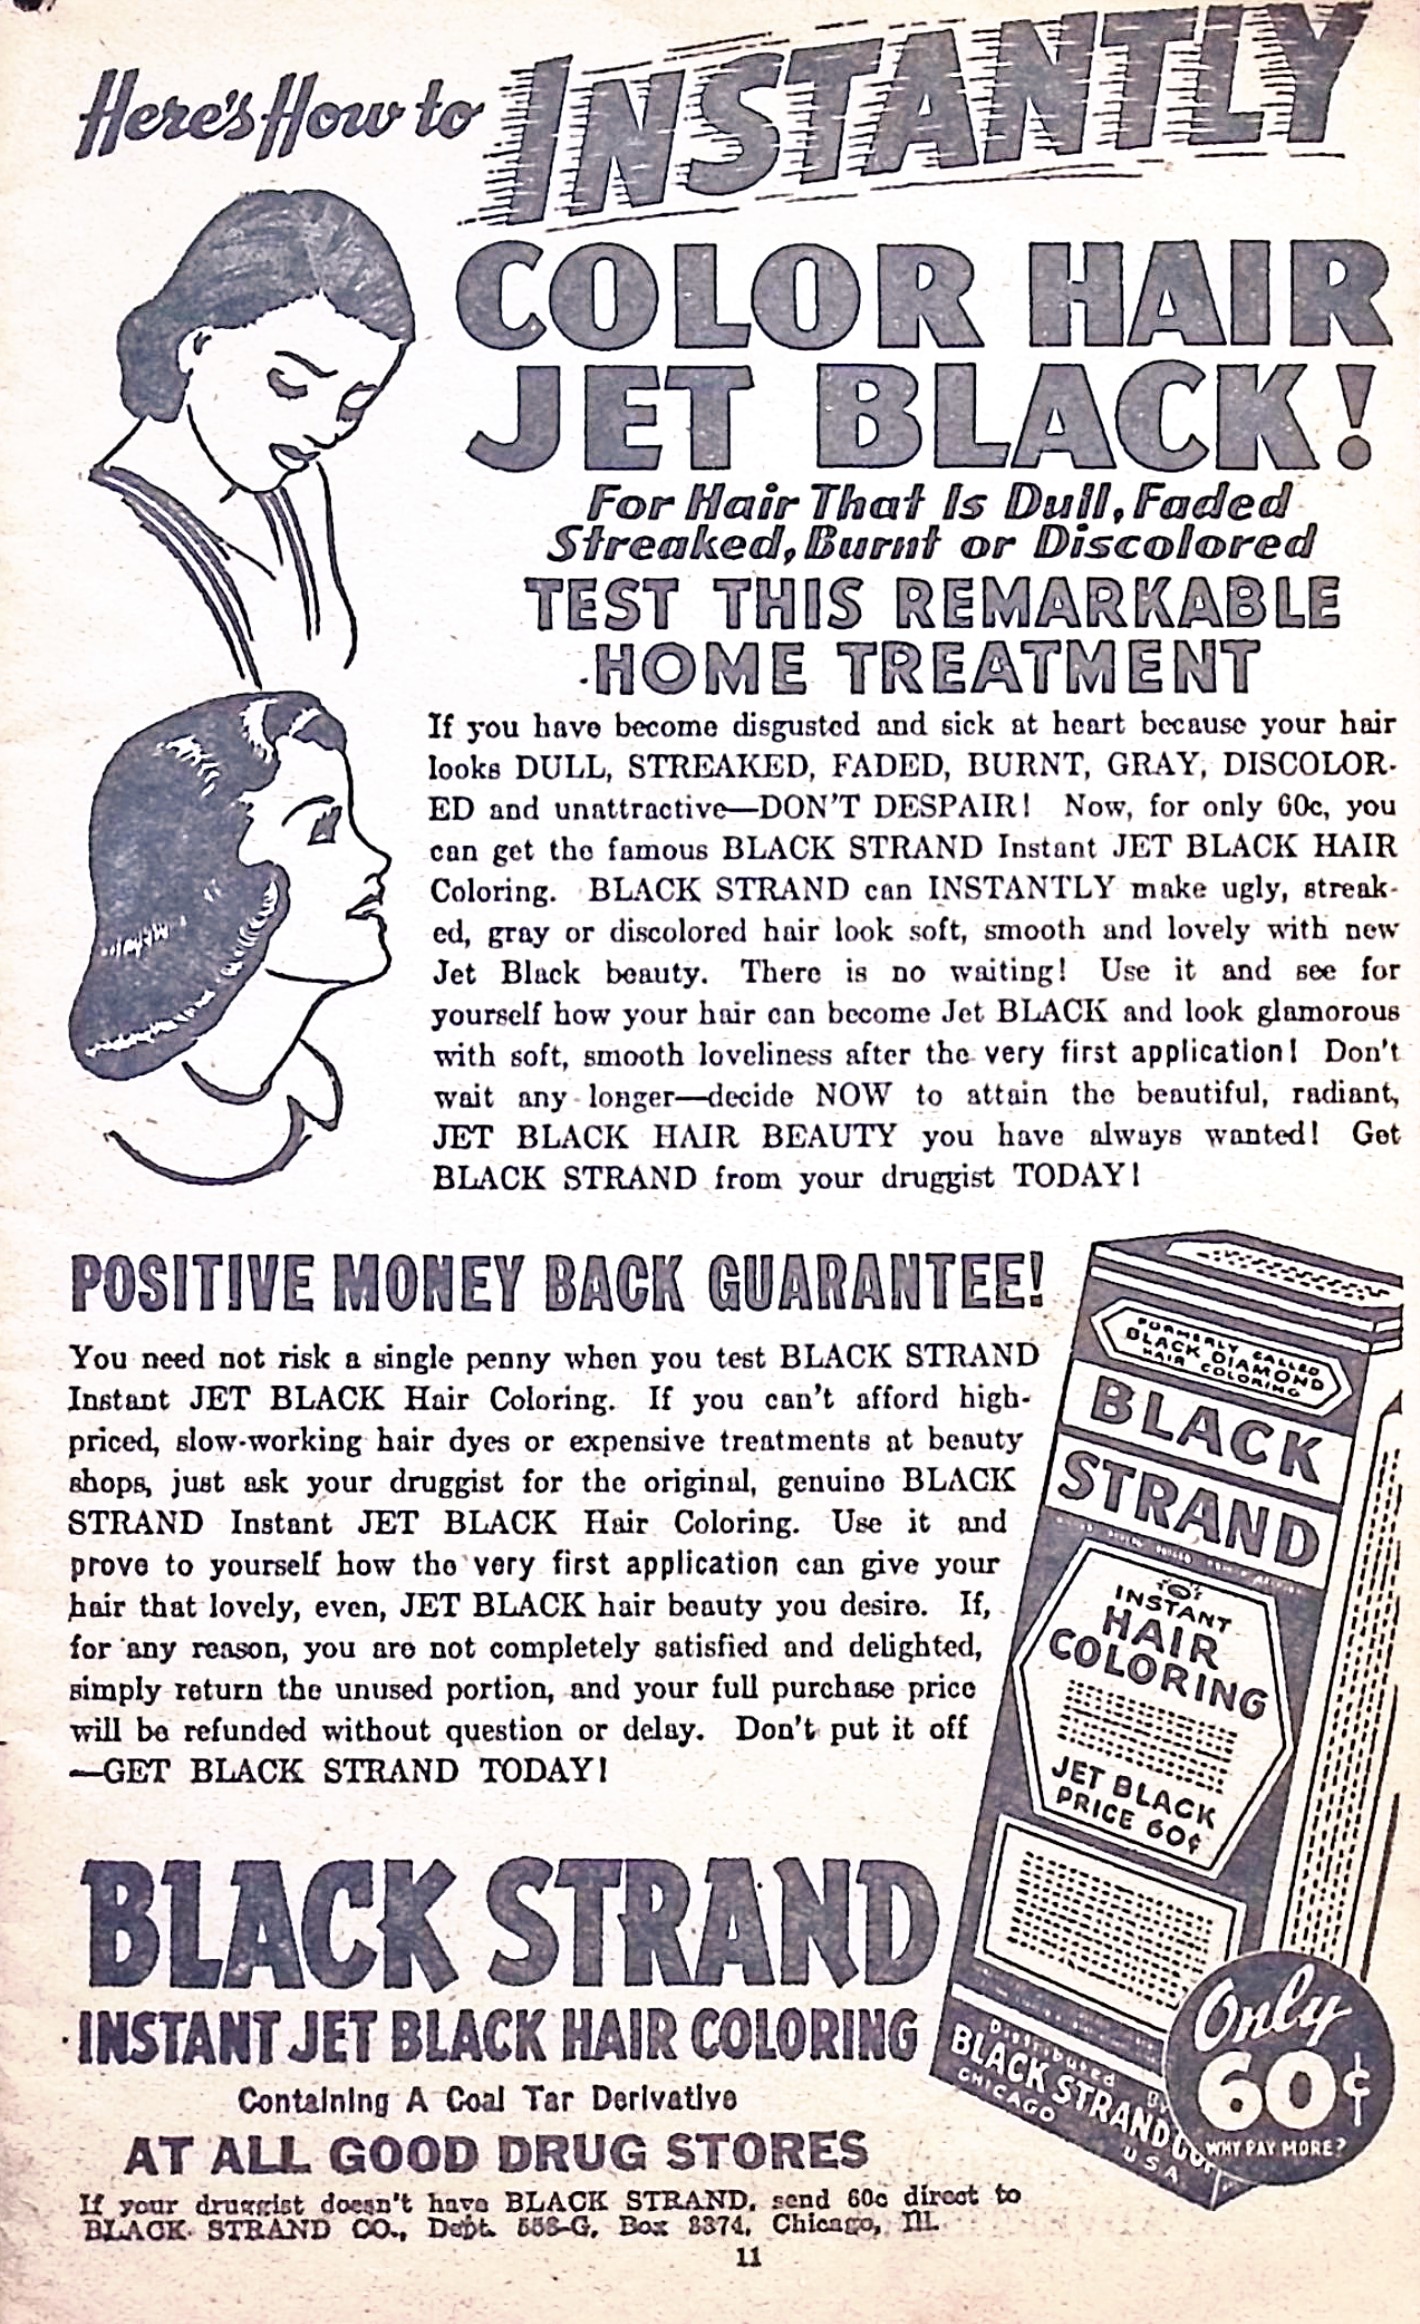 Here's How to INSTANTLY
COLOR HAIR
JET BLACK!
For Hair That Is Dull, Faded
Streaked, Burnt or Discolored
TEST THIS REMARKABLE
HOME TREATMENT
If you have become disgusted and sick at heart because your hair
looks DULL, STREAKED, FADED, BURNT, GRAY, DISCOLOR-
ED and unattractive—DON'T DESPAIR! Now, for only 60c, you
can get the famous BLACK STRAND Instant JET BLACK HAIR
Coloring. BLACK STRAND can INSTANTLY make ugly, streak-
ed, gray or discolored hair look soft, smooth and lovely with new
Jet Black beauty. There is no waiting! Use it and see for
yourself how your hair can become Jet BLACK and look glamorous
with soft, smooth loveliness after the very first application! Don't
wait any longer—decide NOW to attain the beautiful, radiant,
JET BLACK HAIR BEAUTY you have always wanted! Get
BLACK STRAND from your druggist TODAY!
POSITIVE MONEY BACK GUARANTEE!
You need not risk a single penny when you test BLACK STRAND
Instant JET BLACK Hair Coloring. If you can't afford high-
priced, slow-working hair dyes or expensive treatments at beauty
shops, just ask your druggist for the original, genuine BLACK
STRAND Instant JET BLACK Hair Coloring. Use it and
prove to yourself how the very first application can give your
hair that lovely, even, JET BLACK hair beauty you desire. If,
for any reason, you are not completely satisfied and delighted,
simply return the unused portion, and your full purchase price
will be refunded without question or delay. Don't put it off
—GET BLACK STRAND TODAY!
FORMERLY CALLED
BLACK DIAMOND
HAIR COLORING
BLACK
STRAND
INSTANT
HAIR
COLORING
JET BLACK
PRICE 60¢
Distributed By
BLACK STRAND CO.
CHICAGO U S A
Only
60¢
WHY PAY MORE?
BLACK STRAND
INSTANT JET BLACK HAIR COLORING
Containing A Coal Tar Derivative
AT ALL GOOD DRUG STORES
If your druggist doesn't have BLACK STRAND, send 60c direct to
BLACK STRAND CO., Dept. Box Chicago, Ill.
11